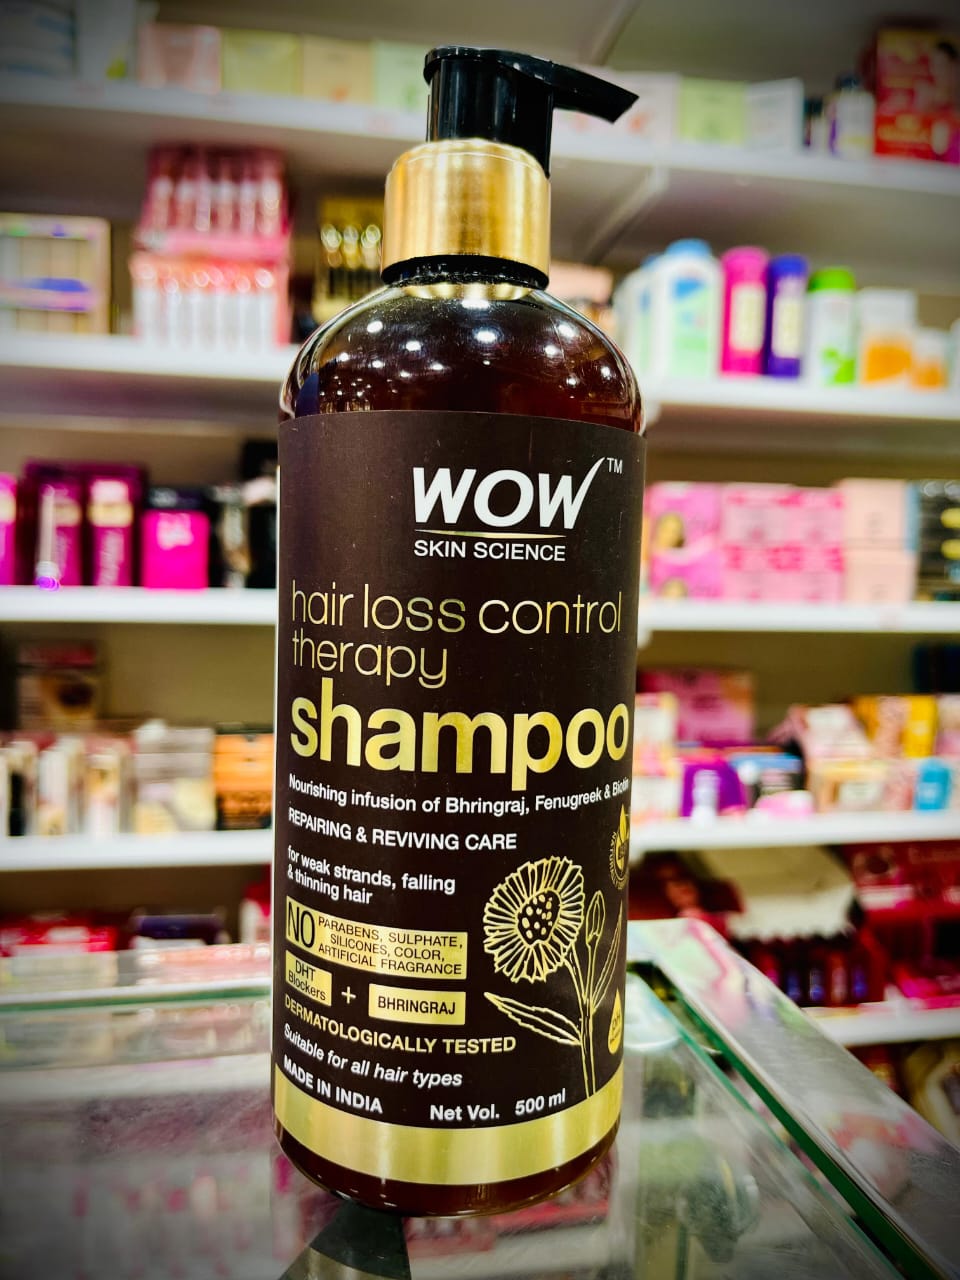 WOW TM
SKIN SCIENCE
hair loss control
therapy
shampoo
Nourishing infusion of Bhringraj, Fenugreek & Biotin
REPAIRING & REVIVING CARE
for weak strands, falling
& thinning hair
NO PARABENS, SULPHATE,
SILICONES, COLOR,
ARTIFICIAL FRAGRANCE
DHT
Blockers
+
BHRINGRAJ
DERMATOLOGICALLY TESTED
Suitable for all hair types
MADE IN INDIA
Net Vol. 500 ml